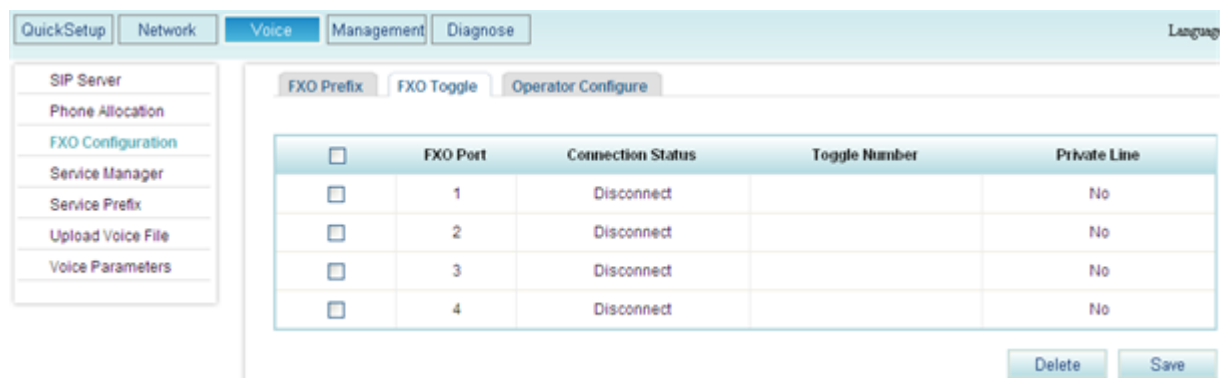 QuickSetup Network Voice Management Diagnose Language
SIP Server
Phone Allocation
FXO Configuration
Service Manager
Service Prefix
Upload Voice File
Voice Parameters
FXO Prefix FXO Toggle Operator Configure
FXO Port Connection Status Toggle Number Private Line
1 Disconnect No
2 Disconnect No
3 Disconnect No
4 Disconnect No
Delete Save